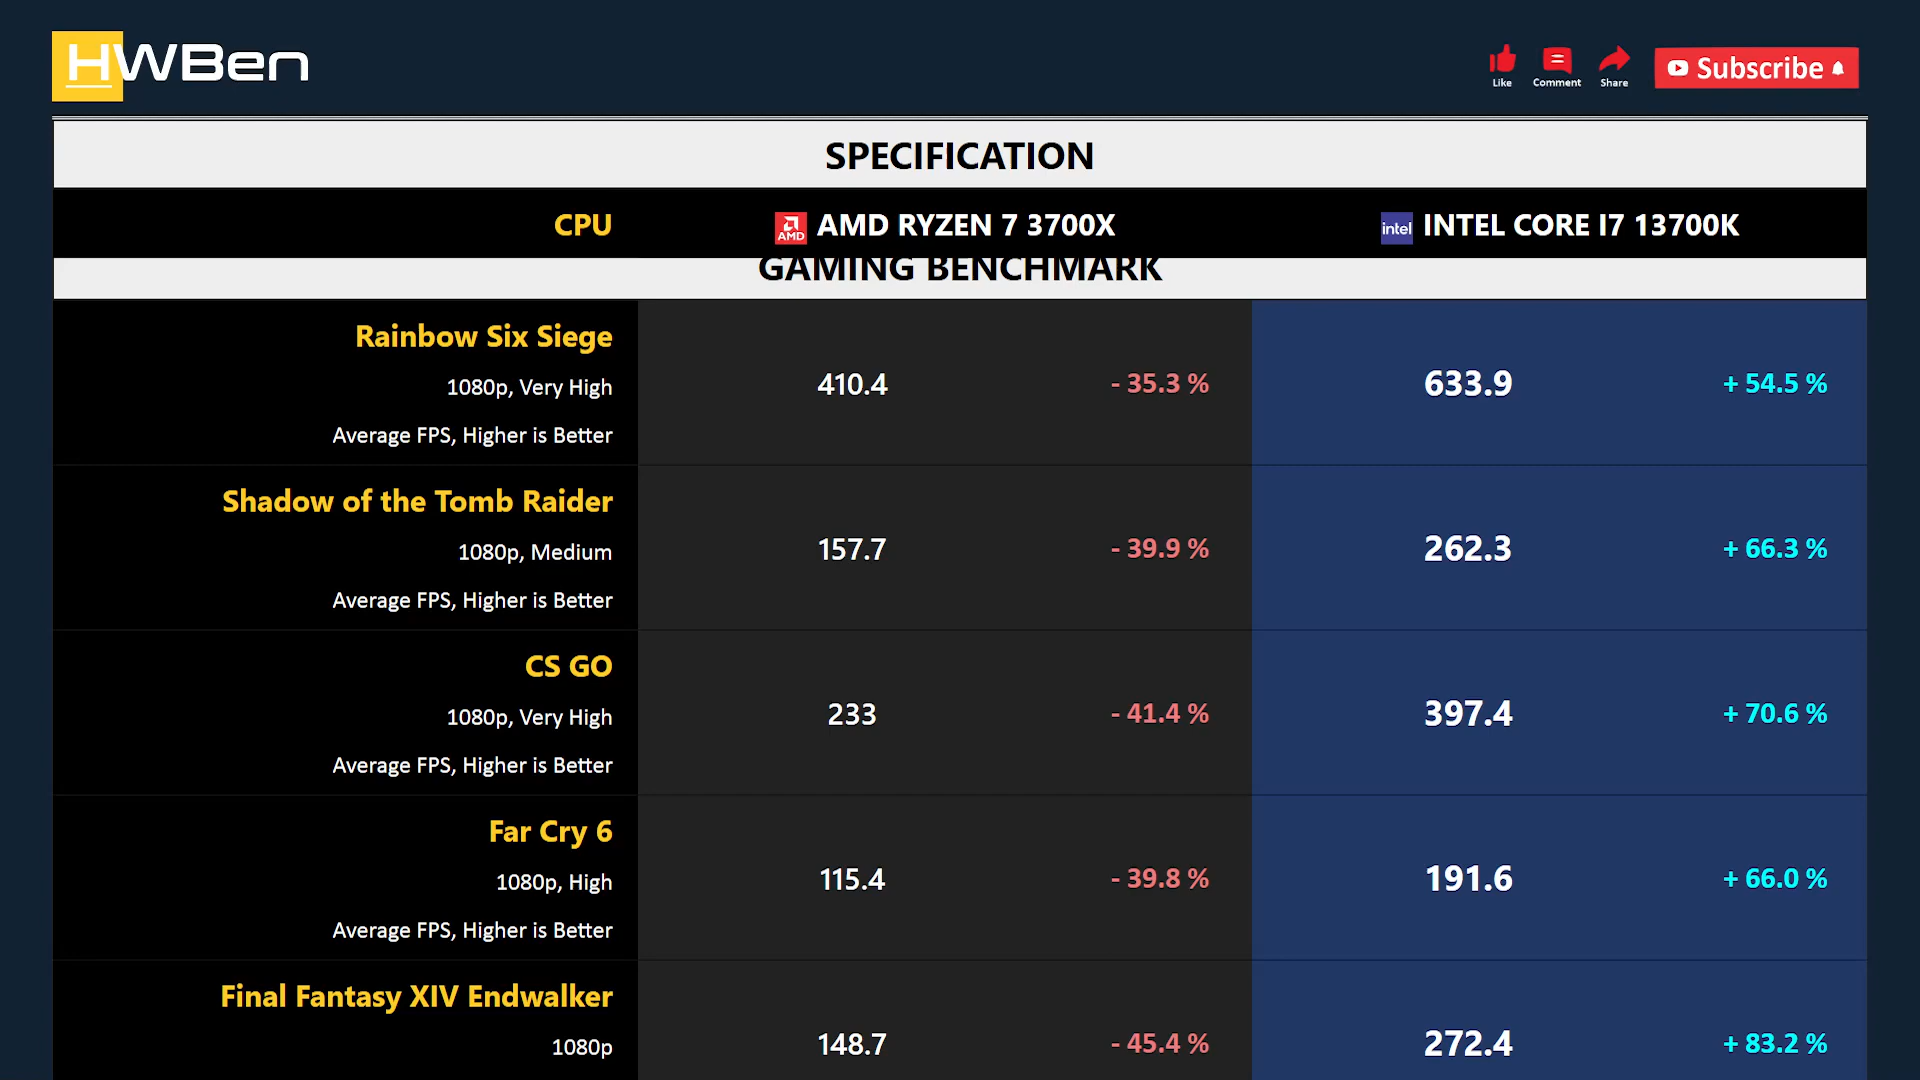 HWBen
Like
Comment
Share
Subscribe
SPECIFICATION
CPU
AMD
AMD RYZEN 7 3700X
intel
INTEL CORE I7 13700K
GAMING BENCHMARK
Rainbow Six Siege
1080p, Very High
Average FPS, Higher is Better
410.4
- 35.3 %
633.9
+ 54.5 %
Shadow of the Tomb Raider
1080p, Medium
Average FPS, Higher is Better
157.7
- 39.9 %
262.3
+ 66.3 %
CS GO
1080p, Very High
Average FPS, Higher is Better
233
- 41.4 %
397.4
+ 70.6 %
Far Cry 6
1080p, High
Average FPS, Higher is Better
115.4
- 39.8 %
191.6
+ 66.0 %
Final Fantasy XIV Endwalker
1080p
148.7
- 45.4 %
272.4
+ 83.2 %